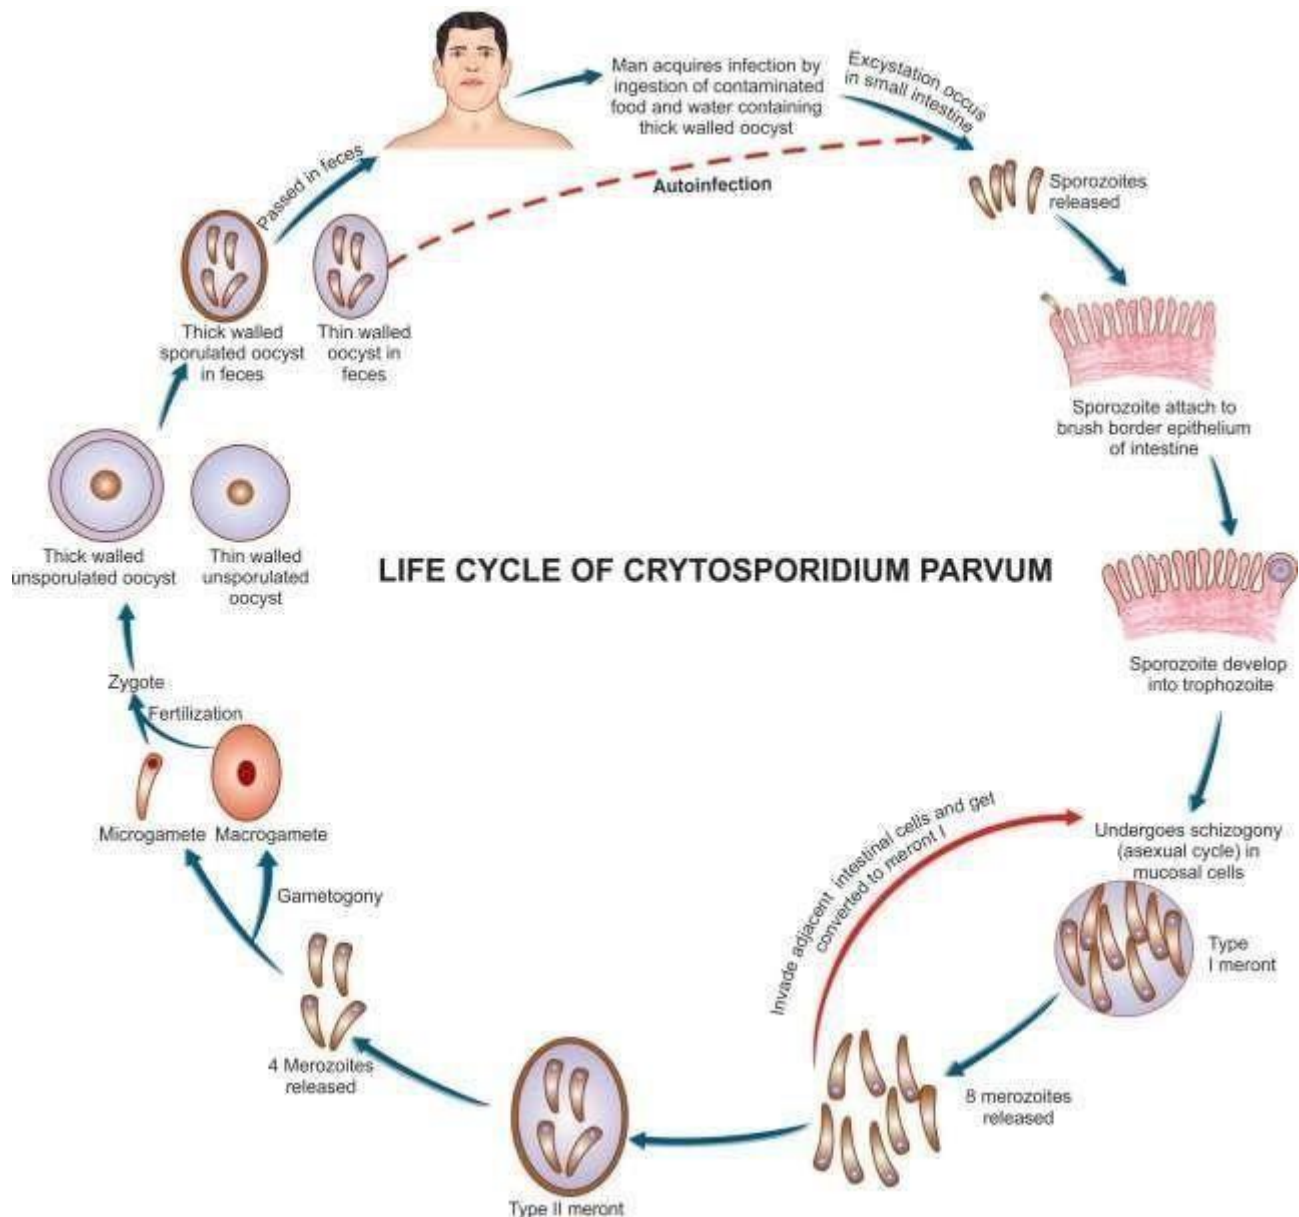 Man acquires infection by
ingestion of contaminated
food and water containing
thick walled oocyst
Excystation occus
in small intestine
Sporozoites
released
Passed in feces
Autoinfection
Thick walled
sporulated oocyst
in feces
Thin walled
oocyst in
feces
Sporozoite attach to
brush border epithelium
of intestine
Thick walled
unsporulated oocyst
Thin walled
unsporulated
oocyst
LIFE CYCLE OF CRYTOSPORIDIUM PARVUM
Sporozoite develop
into trophozoite
Zygote
Fertilization
Microgamete
Macrogamete
Gametogony
Invade adjacent intestinal cells and get
converted to meront I
Undergoes schizogony
(asexual cycle) in
mucosal cells
Type
I meront
8 merozoites
released
4 Merozoites
released
Type II meront